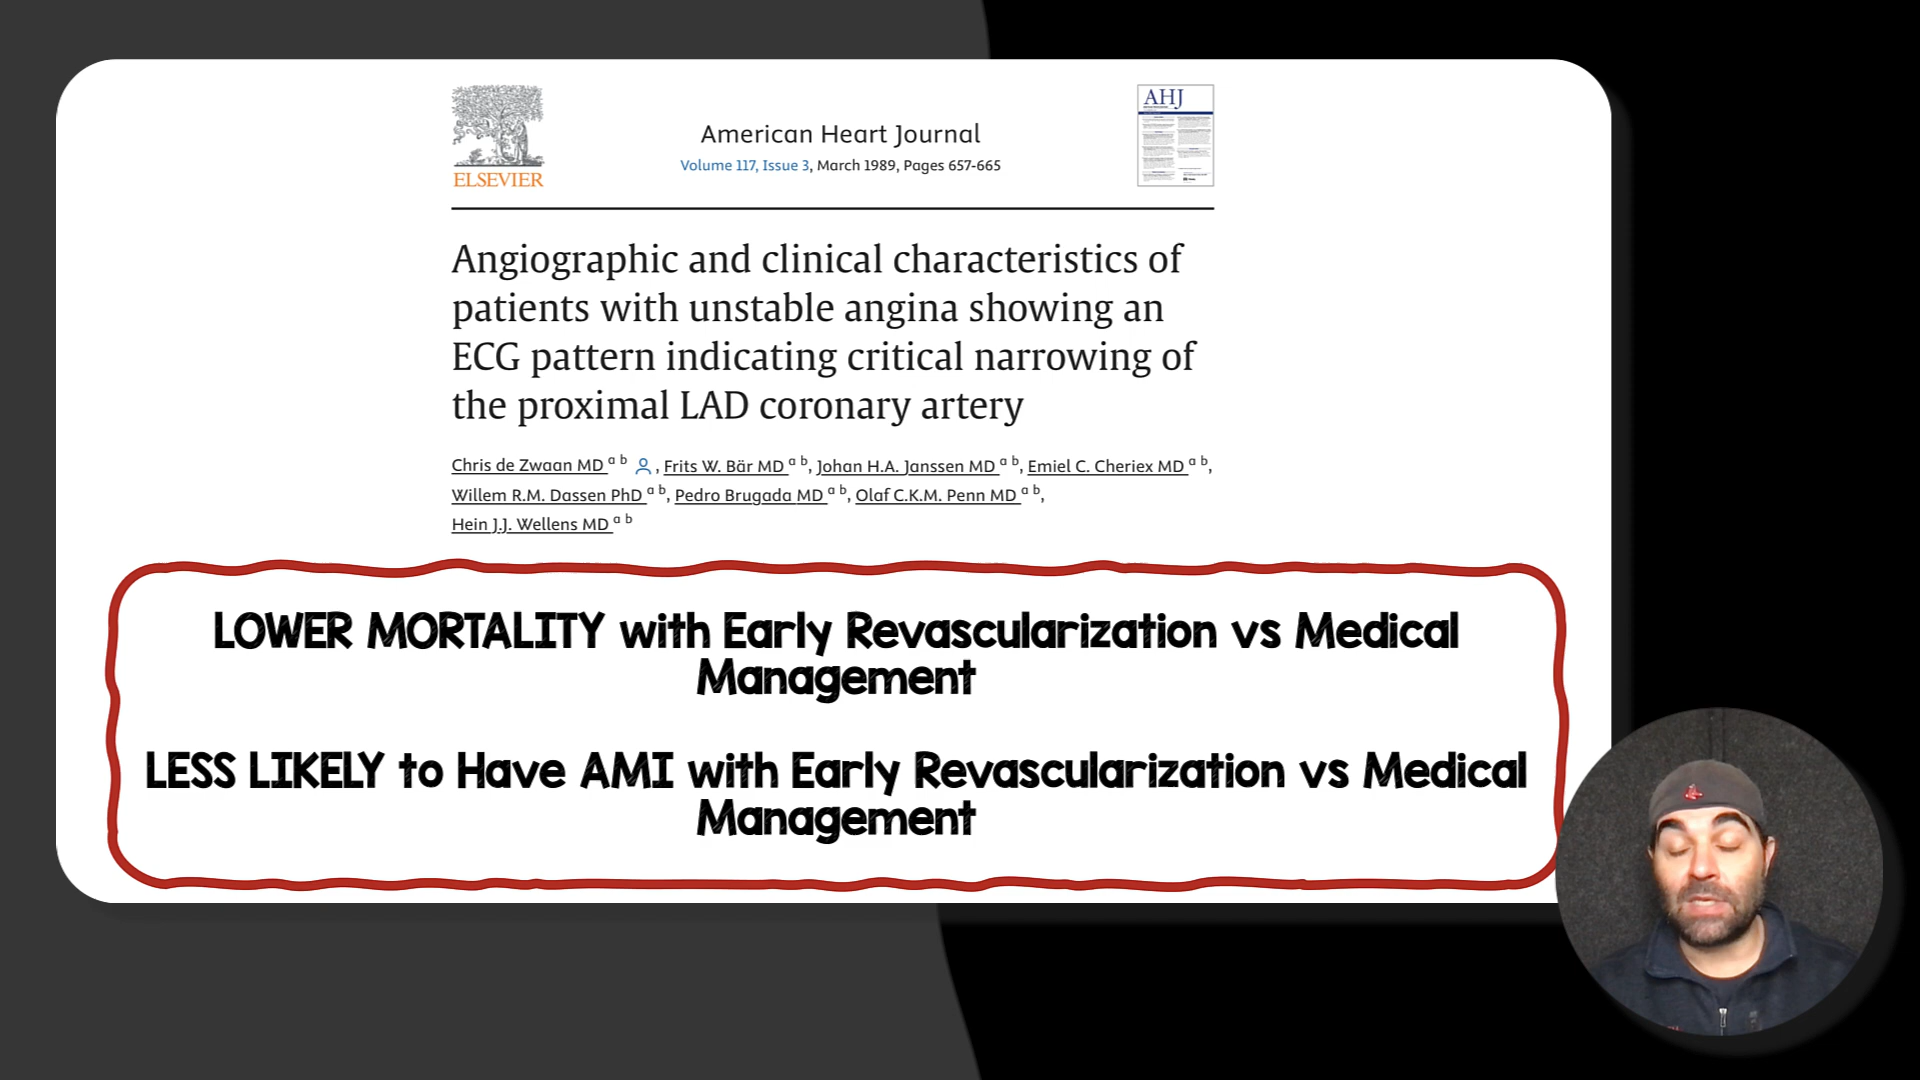 ELSEVIER
American Heart Journal
Volume 117, Issue 3, March 1989, Pages 657-665
AHJ
Angiographic and clinical characteristics of
patients with unstable angina showing an
ECG pattern indicating critical narrowing of
the proximal LAD coronary artery
Chris de Zwaan MD a b, Frits W. Bär MD a b, Johan H.A. Janssen MD a b, Emiel C. Cheriex MD a b,
Willem R.M. Dassen PhD a b, Pedro Brugada MD a b, Olaf C.K.M. Penn MD a b,
Hein J.J. Wellens MD a b
LOWER MORTALITY with Early Revascularization vs Medical
Management
LESS LIKELY to Have AMI with Early Revascularization vs Medical
Management